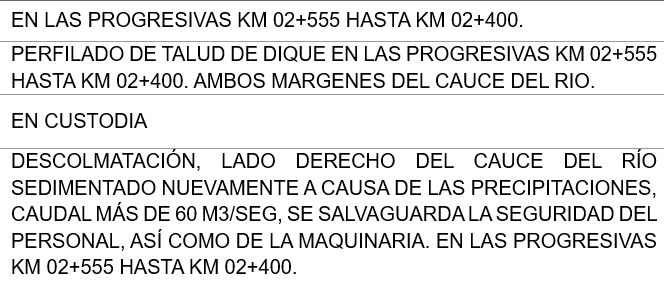 EN LAS PROGRESIVAS KM 02+555 HASTA KM 02+400.
PERFILADO DE TALUD DE DIQUE EN LAS PROGRESIVAS KM 02+555
HASTA KM 02+400. AMBOS MARGENES DEL CAUCE DEL RIO.
EN CUSTODIA
DESCOLMATACIÓN, LADO DERECHO DEL CAUCE DEL RÍO
SEDIMENTADO NUEVAMENTE A CAUSA DE LAS PRECIPITACIONES,
CAUDAL MÁS DE 60 M3/SEG, SE SALVAGUARDA LA SEGURIDAD DEL
PERSONAL, ASÍ COMO DE LA MAQUINARIA. EN LAS PROGRESIVAS
KM 02+555 HASTA KM 02+400.